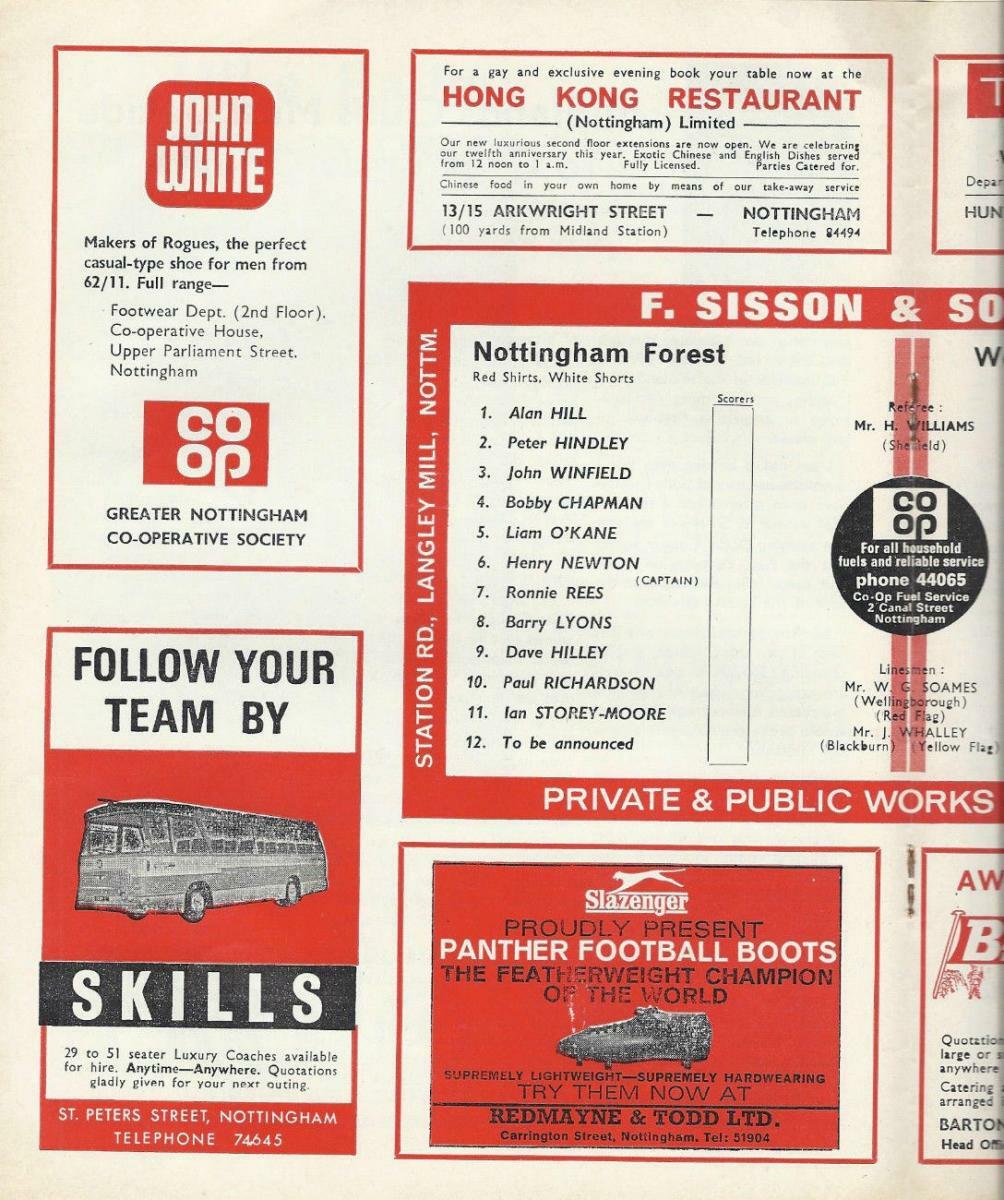 JOHN
WHITE
Makers of Rogues, the perfect
casual-type shoe for men from
62/11. Full range—
Footwear Dept. (2nd Floor).
Co-operative House,
Upper Parliament Street.
Nottingham
CO
OP
GREATER NOTTINGHAM
CO-OPERATIVE SOCIETY
FOLLOW YOUR
TEAM BY
SKILLS
29 to 51 seater Luxury Coaches available
for hire. Anytime—Anywhere. Quotations
gladly given for your next outing.
ST. PETERS STREET, NOTTINGHAM
TELEPHONE 74645
For a gay and exclusive evening book your table now at the
HONG KONG RESTAURANT
(Nottingham) Limited
Our new luxurious second floor extensions are now open. We are celebrating
our twelfth anniversary this year. Exotic Chinese and English Dishes served
from 12 noon to 1 a.m. Fully Licensed. Parties Catered for.
Chinese food in your own home by means of our take-away service
13/15 ARKWRIGHT STREET — NOTTINGHAM
(100 yards from Midland Station) Telephone 84494
F. SISSON & SO
STATION RD., LANGLEY MILL, NOTTM.
Nottingham Forest
Red Shirts, White Shorts
Scorers
1. Alan HILL
2. Peter HINDLEY
3. John WINFIELD
4. Bobby CHAPMAN
5. Liam O'KANE
6. Henry NEWTON
(CAPTAIN)
7. Ronnie REES
8. Barry LYONS
9. Dave HILLEY
10. Paul RICHARDSON
11. Ian STOREY-MOORE
12. To be announced
W
Referee :
Mr. H. WILLIAMS
(Sheffield)
CO
OP
For all household
fuels and reliable service
phone 44065
Co-Op Fuel Service
2 Canal Street
Nottingham
Linesmen :
Mr. W. G. SOAMES
(Wellingborough)
(Red Flag)
Mr. J. WHALLEY
(Blackburn) (Yellow Flag)
PRIVATE & PUBLIC WORKS
Slazenger
PROUDLY PRESENT
PANTHER FOOTBALL BOOTS
THE FEATHERWEIGHT CHAMPION
OF THE WORLD
SUPREMELY LIGHTWEIGHT—SUPREMELY HARDWEARING
TRY THEM NOW AT
REDMAYNE & TODD LTD.
Carrington Street, Nottingham. Tel: 51904
T
Depar
HUN
AW
BA
Quotation
large or s
anywhere
Catering
arranged
BARTON
Head Off